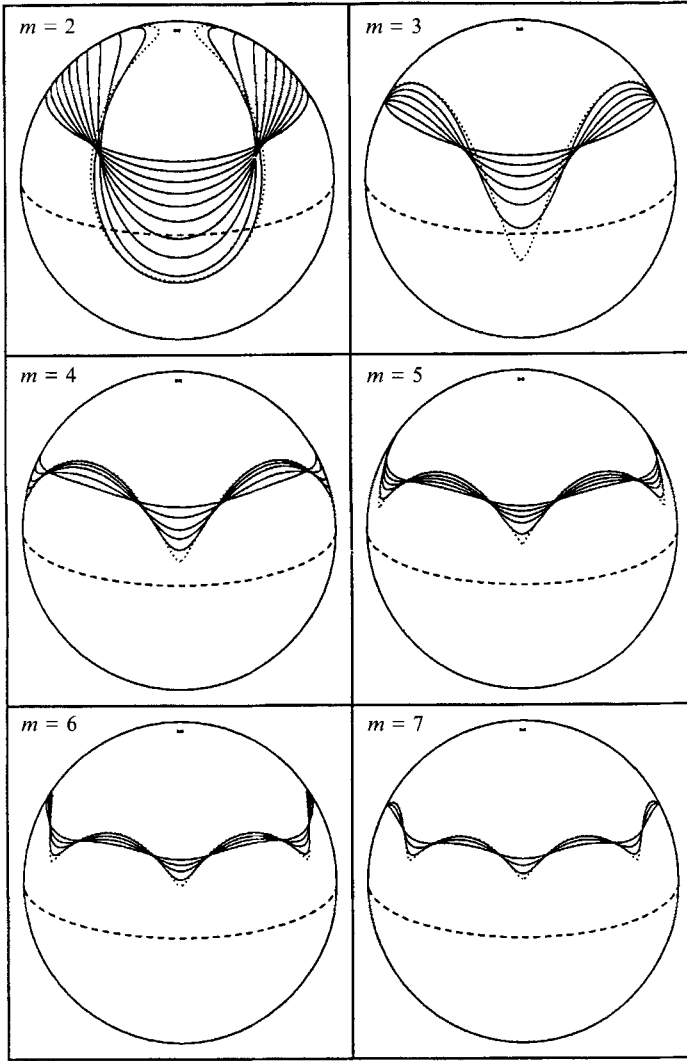 m = 2
m = 3
m = 4
m = 5
m = 6
m = 7